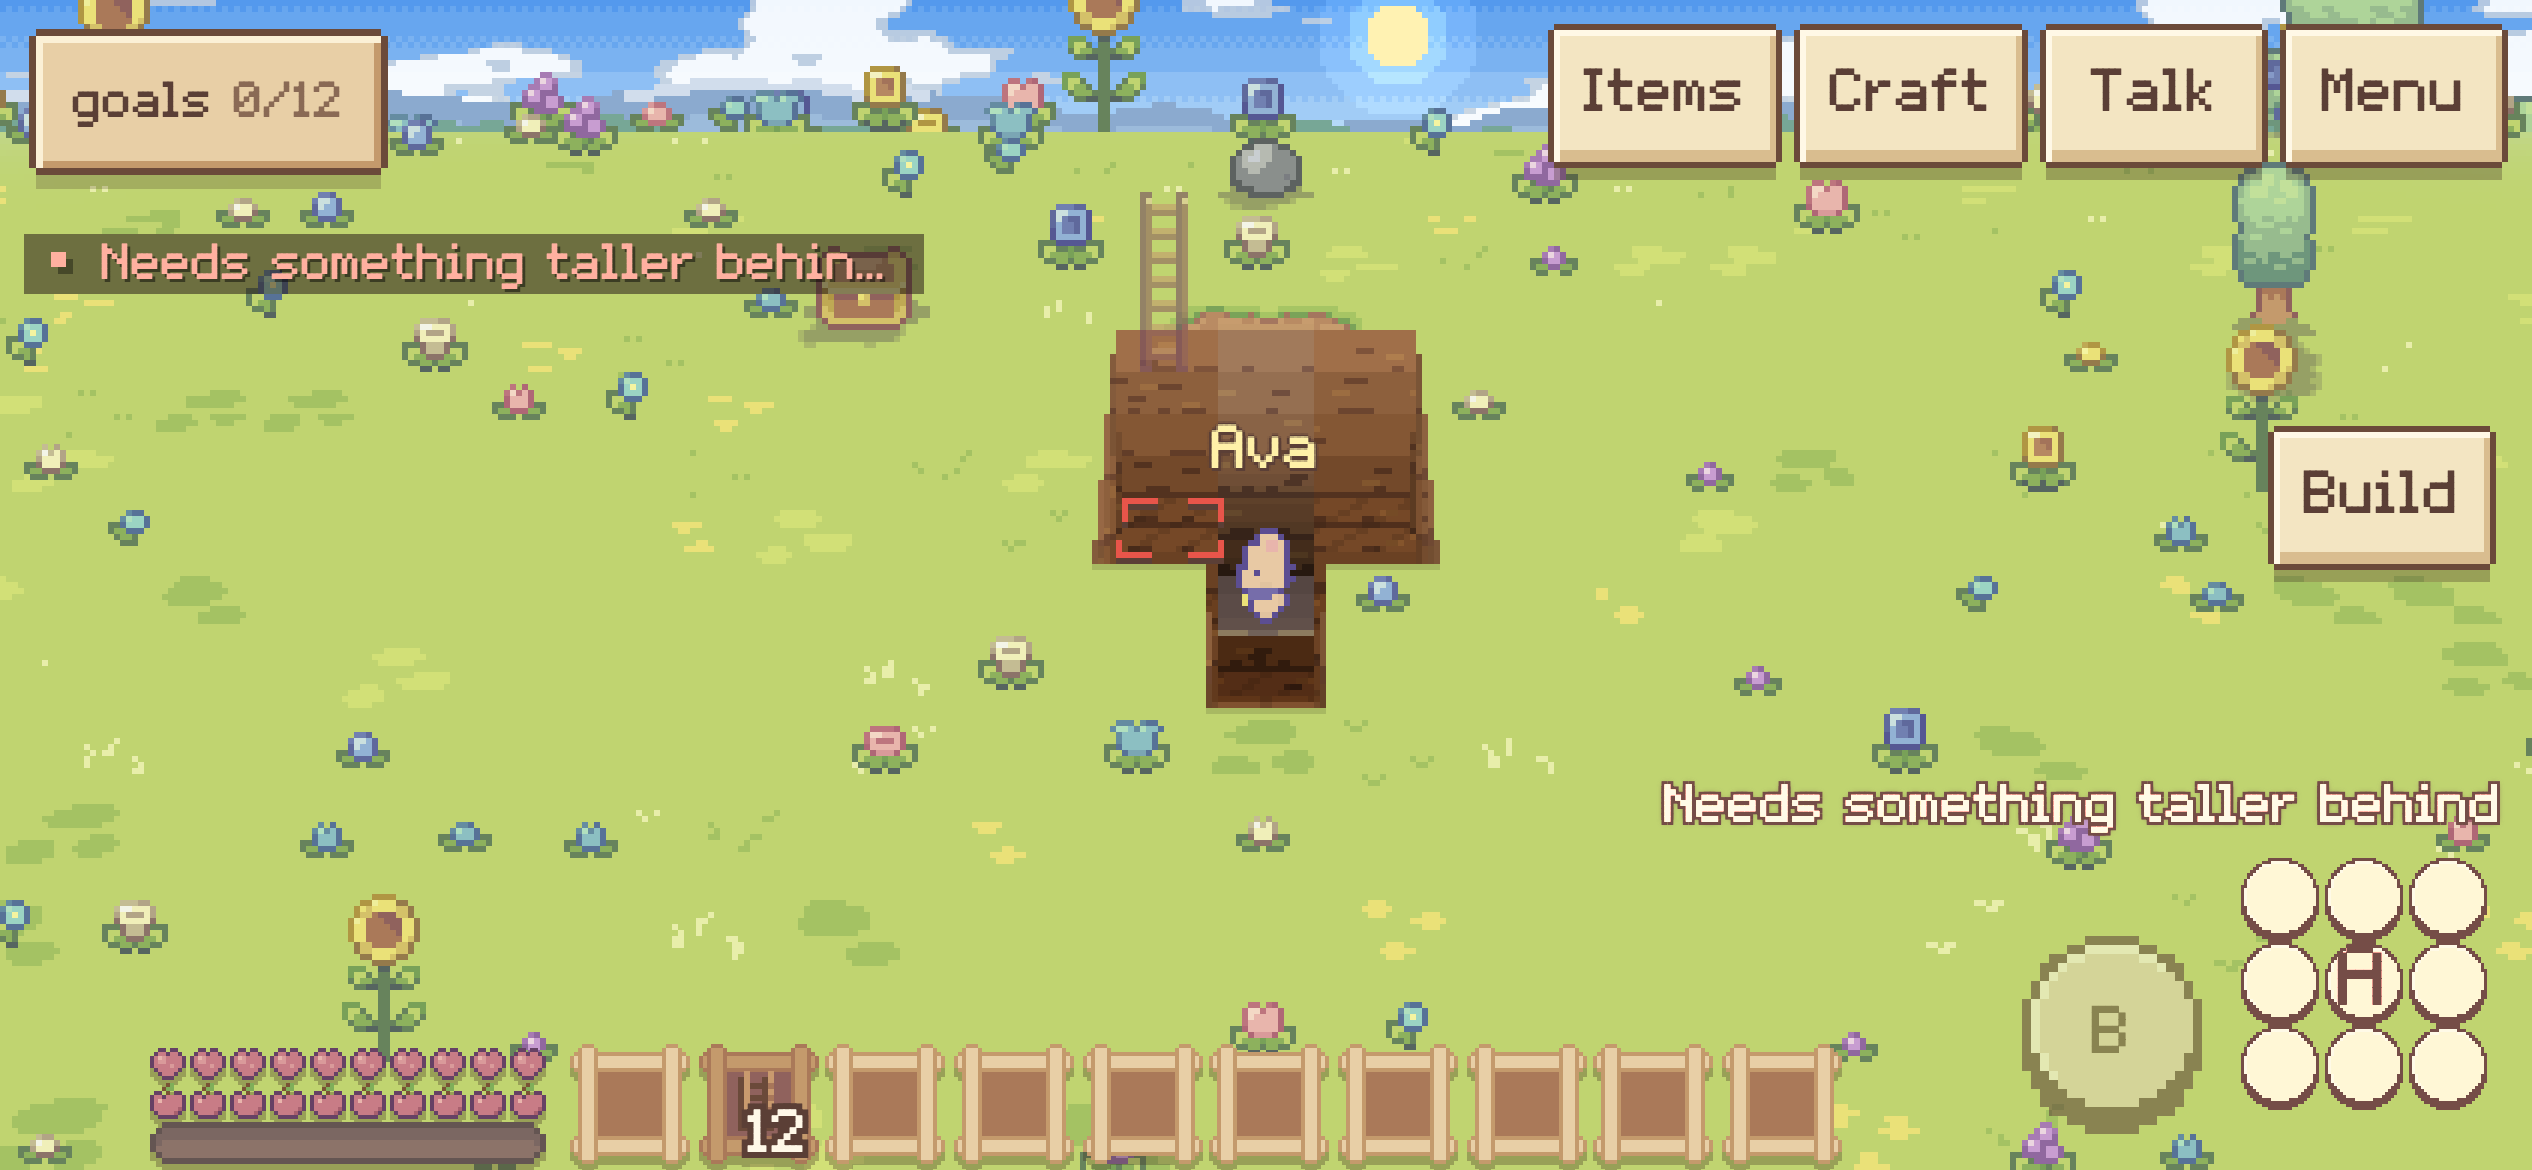 goals 0/12
Items
Craft
Talk
Menu
Needs something taller behin...
Ava
Build
Needs something taller behind
H
B
12